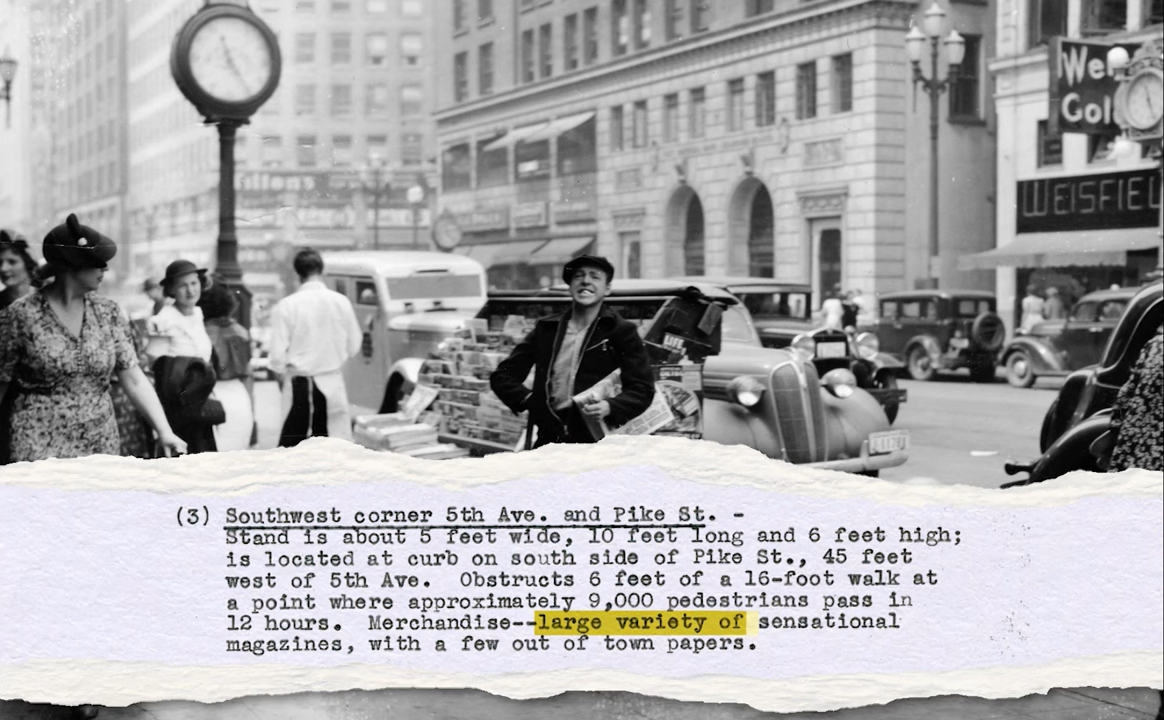 Wel
Gol
WEISFIEL
LIFE
(3) Southwest corner 5th Ave. and Pike St. -
Stand is about 5 feet wide, 10 feet long and 6 feet high;
is located at curb on south side of Pike St., 45 feet
west of 5th Ave. Obstructs 6 feet of a 16-foot walk at
a point where approximately 9,000 pedestrians pass in
12 hours. Merchandise--large variety of sensational
magazines, with a few out of town papers.